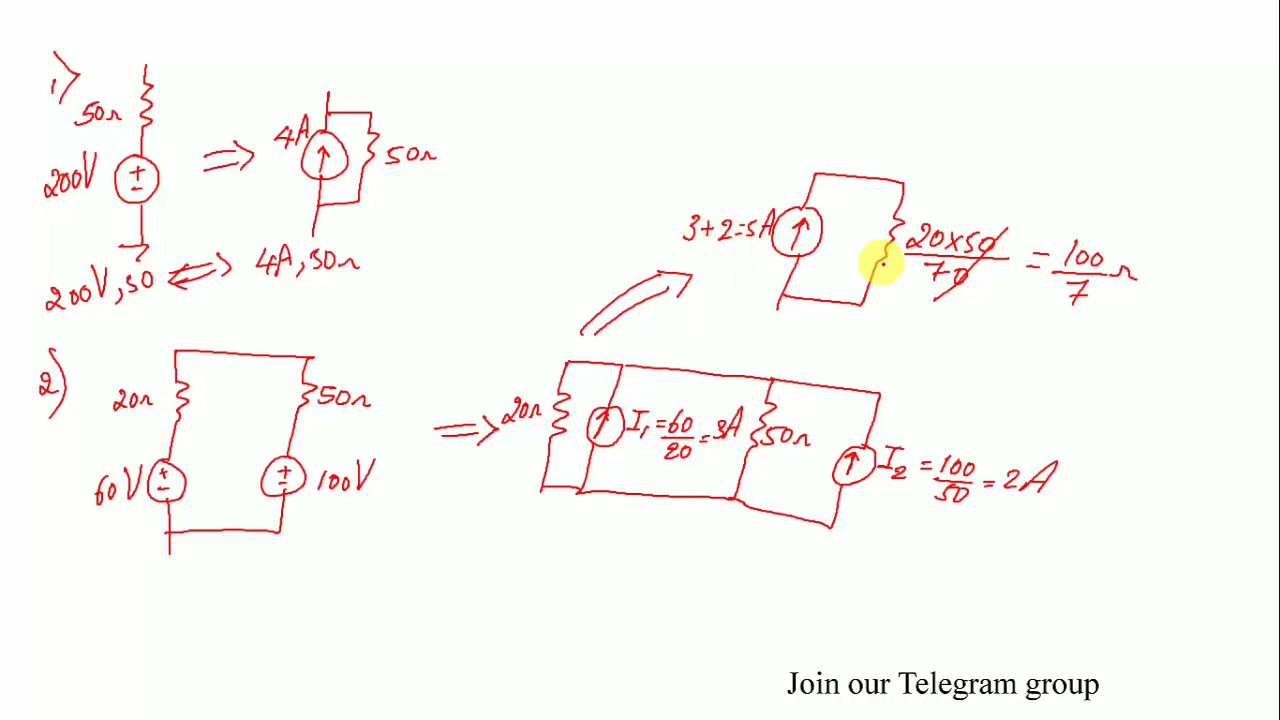 1)
50Ω
200V
+
-
⇒
4A
50Ω
200V, 50 ⇔ 4A, 50Ω
2)
20Ω
50Ω
60V
+
-
+
-
100V
⇒
20Ω
I₁ = 60/20 = 3A
50Ω
I₂ = 100/50 = 2A
3+2=5A
20×50/70 = 100/7 Ω
Join our Telegram group